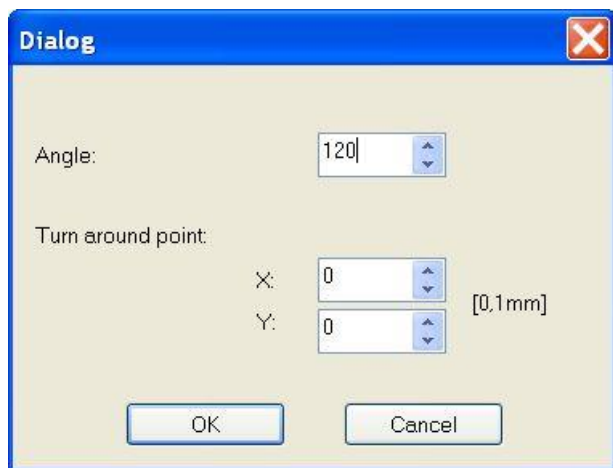 Dialog
Angle: 120
Turn around point:
X: 0
[0,1mm]
Y: 0
OK Cancel